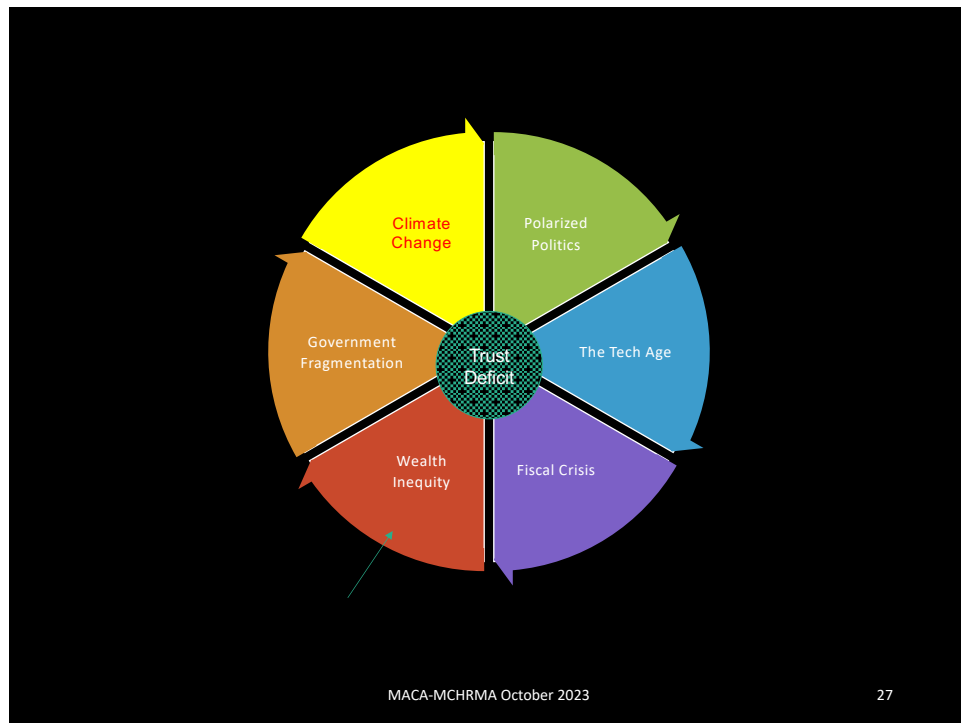 Climate
Change
Polarized
Politics
Government
Fragmentation
The Tech Age
Trust
Deficit
Wealth
Inequity
Fiscal Crisis
MACA-MCHRMA October 2023
27